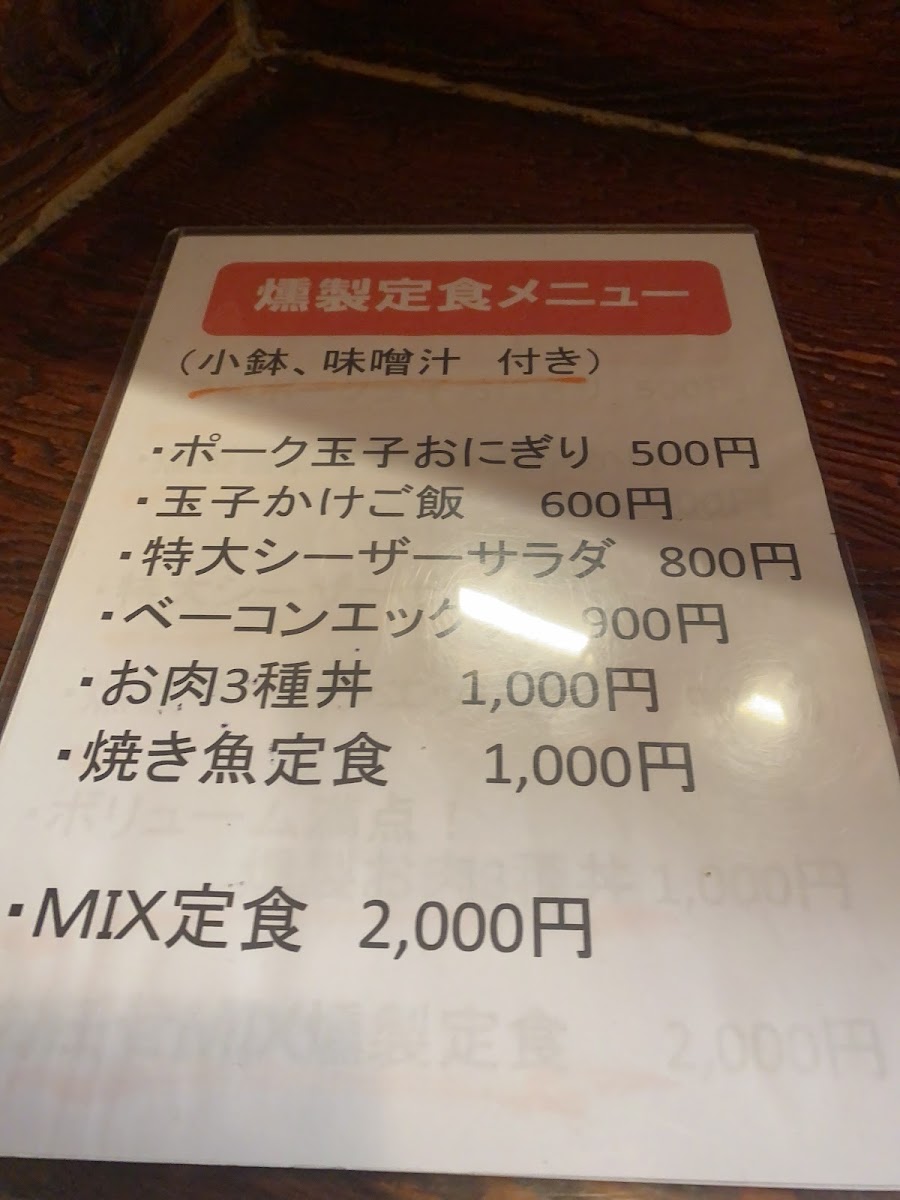 燻製定食メニュー
（小鉢、味噌汁　付き）
・ポーク玉子おにぎり　500円
・玉子かけご飯　600円
・特大シーザーサラダ　800円
・ベーコンエッグ　900円
・お肉3種丼　1,000円
・焼き魚定食　1,000円
・MIX定食　2,000円